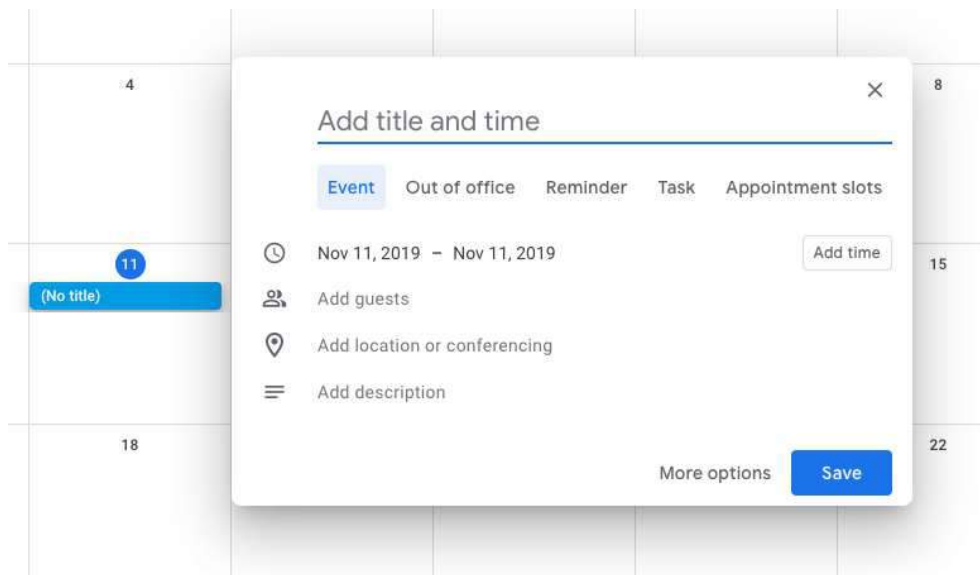 4
8
Add title and time
Event Out of office Reminder Task Appointment slots
Nov 11, 2019 – Nov 11, 2019 Add time
11
15
(No title)
Add guests
Add location or conferencing
Add description
18
22
More options Save